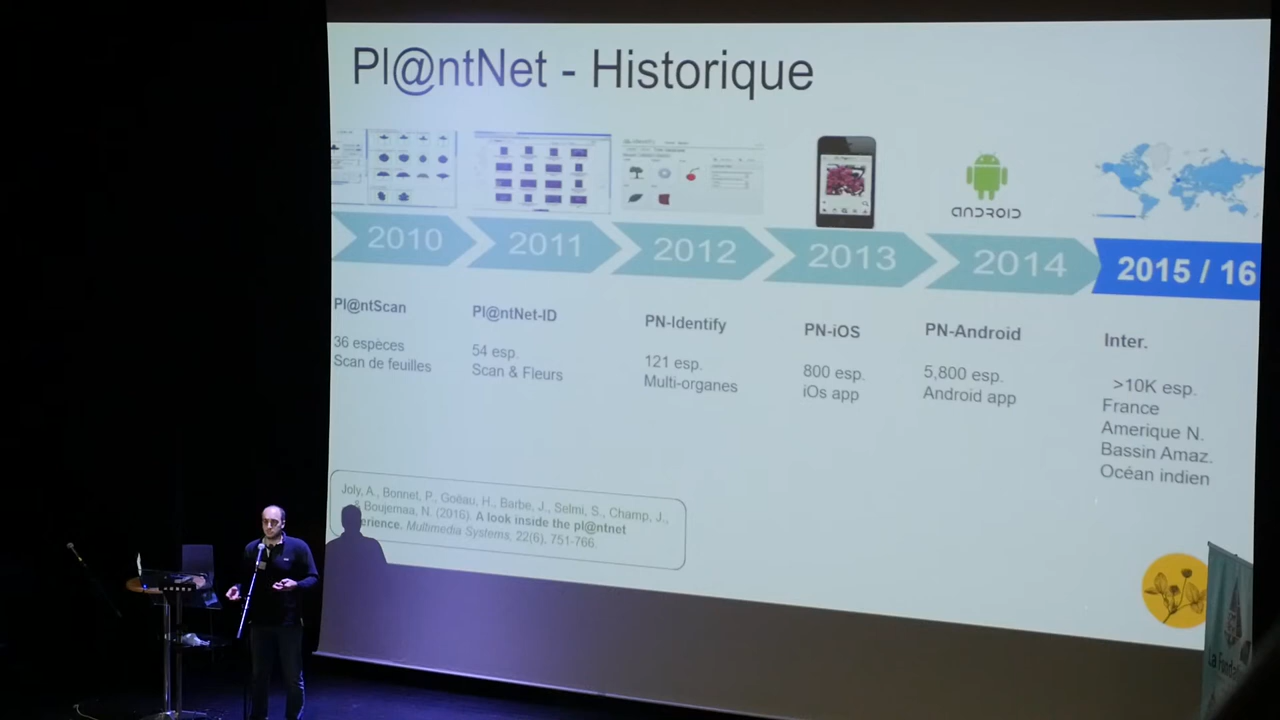 Pl@ntNet - Historique
ANDROID
2010
2011
2012
2013
2014
2015 / 16
Pl@ntScan
36 espèces
Scan de feuilles
Pl@ntNet-ID
54 esp.
Scan & Fleurs
PN-Identify
121 esp.
Multi-organes
PN-iOS
800 esp.
iOs app
PN-Android
5,800 esp.
Android app
Inter.
>10K esp.
France
Amerique N.
Bassin Amaz.
Océan indien
Joly, A., Bonnet, P., Goëau, H., Barbe, J., Selmi, S., Champ, J.,
& Boujemaa, N. (2016). A look inside the pl@ntnet
erience. Multimedia Systems, 22(6), 751-766.
La Fondat